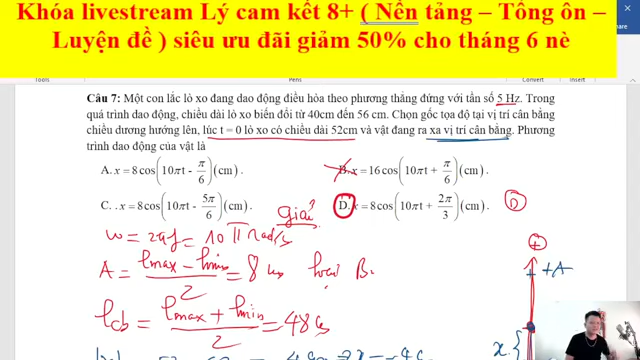 Khóa livestream Lý cam kết 8+ ( Nền tảng – Tổng ôn –
Luyện đề ) siêu ưu đãi giảm 50% cho tháng 6 nè
Câu 7: Một con lắc lò xo đang dao động điều hòa theo phương thẳng đứng với tần số 5 Hz. Trong
quá trình dao động, chiều dài lò xo biến đổi từ 40cm đến 56 cm. Chọn gốc tọa độ tại vị trí cân bằng,
chiều dương hướng lên, lúc t = 0 lò xo có chiều dài 52cm và vật đang ra xa vị trí cân bằng. Phương
trình dao động của vật là
A. x = 8cos(10πt - π/6)(cm) . B. x = 16cos(10πt + π/6)(cm) .
C. . x = 8cos(10πt - 5π/6)(cm) . D. x = 8cos(10πt + 2π/3)(cm) . D
giải
ω = 2πf = 10π rad/s
A = (lmax – lmin)/2 = 8 cm loại B.
lcb = (lmax + lmin)/2 = 48 cm
+
+A
x